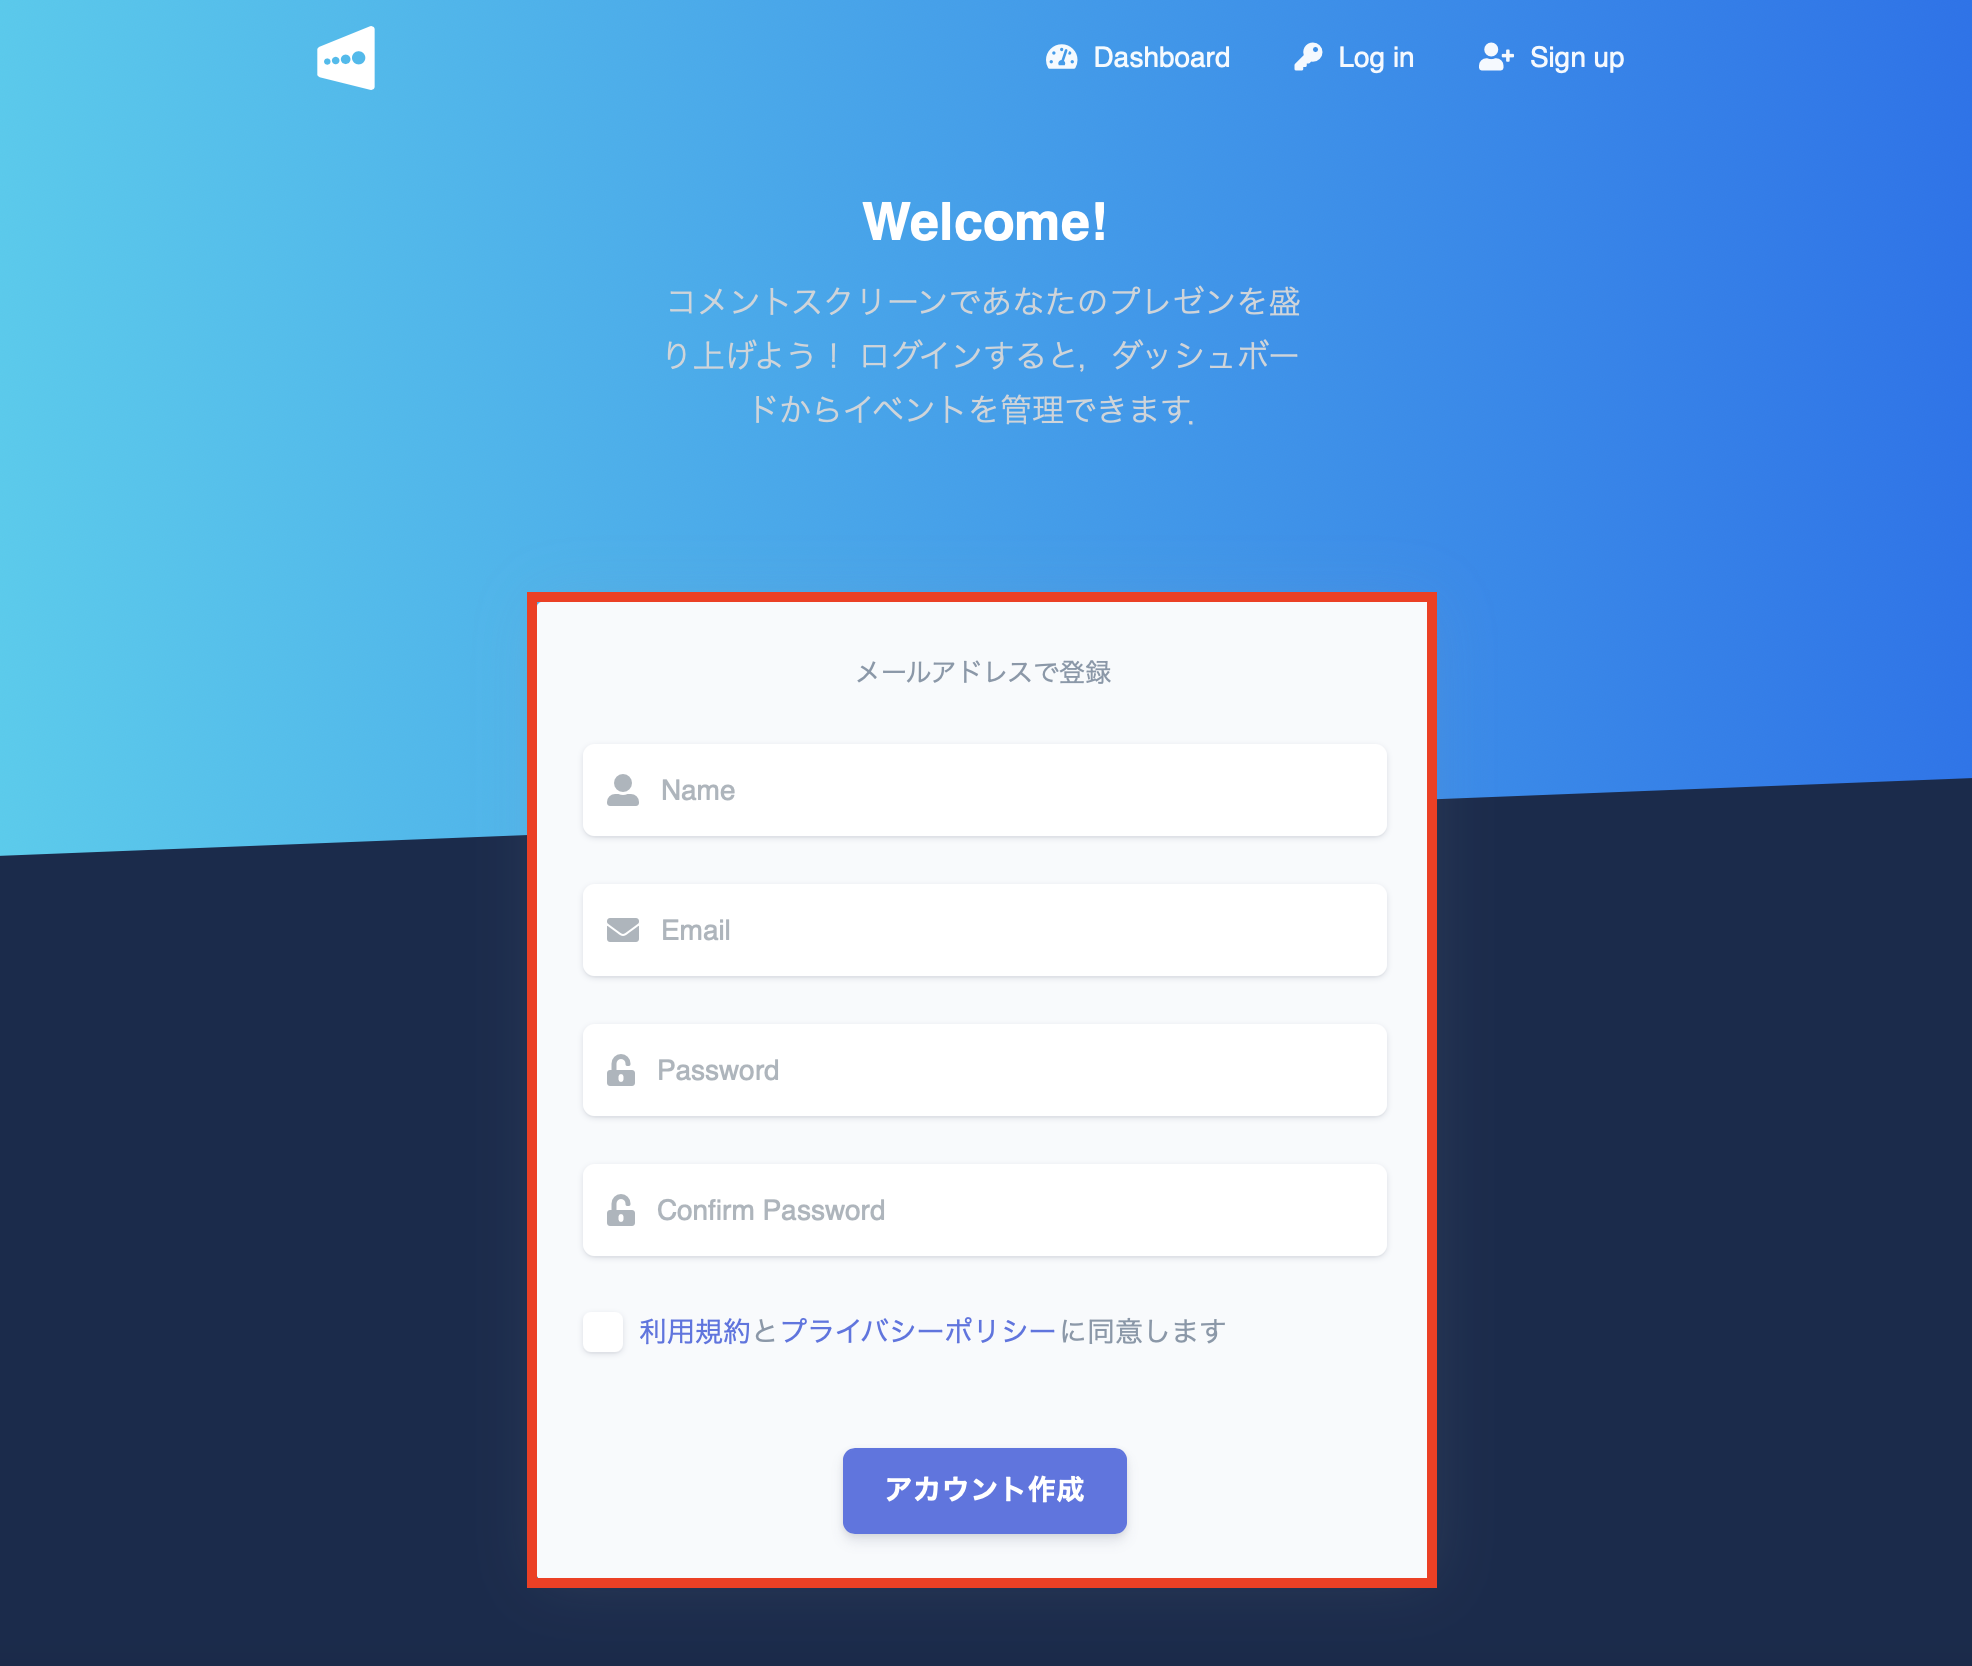 Dashboard
Log in
Sign up
Welcome!
コメントスクリーンであなたのプレゼンを盛
り上げよう！ ログインすると，ダッシュボー
ドからイベントを管理できます．
メールアドレスで登録
Name
Email
Password
Confirm Password
利用規約とプライバシーポリシーに同意します
アカウント作成